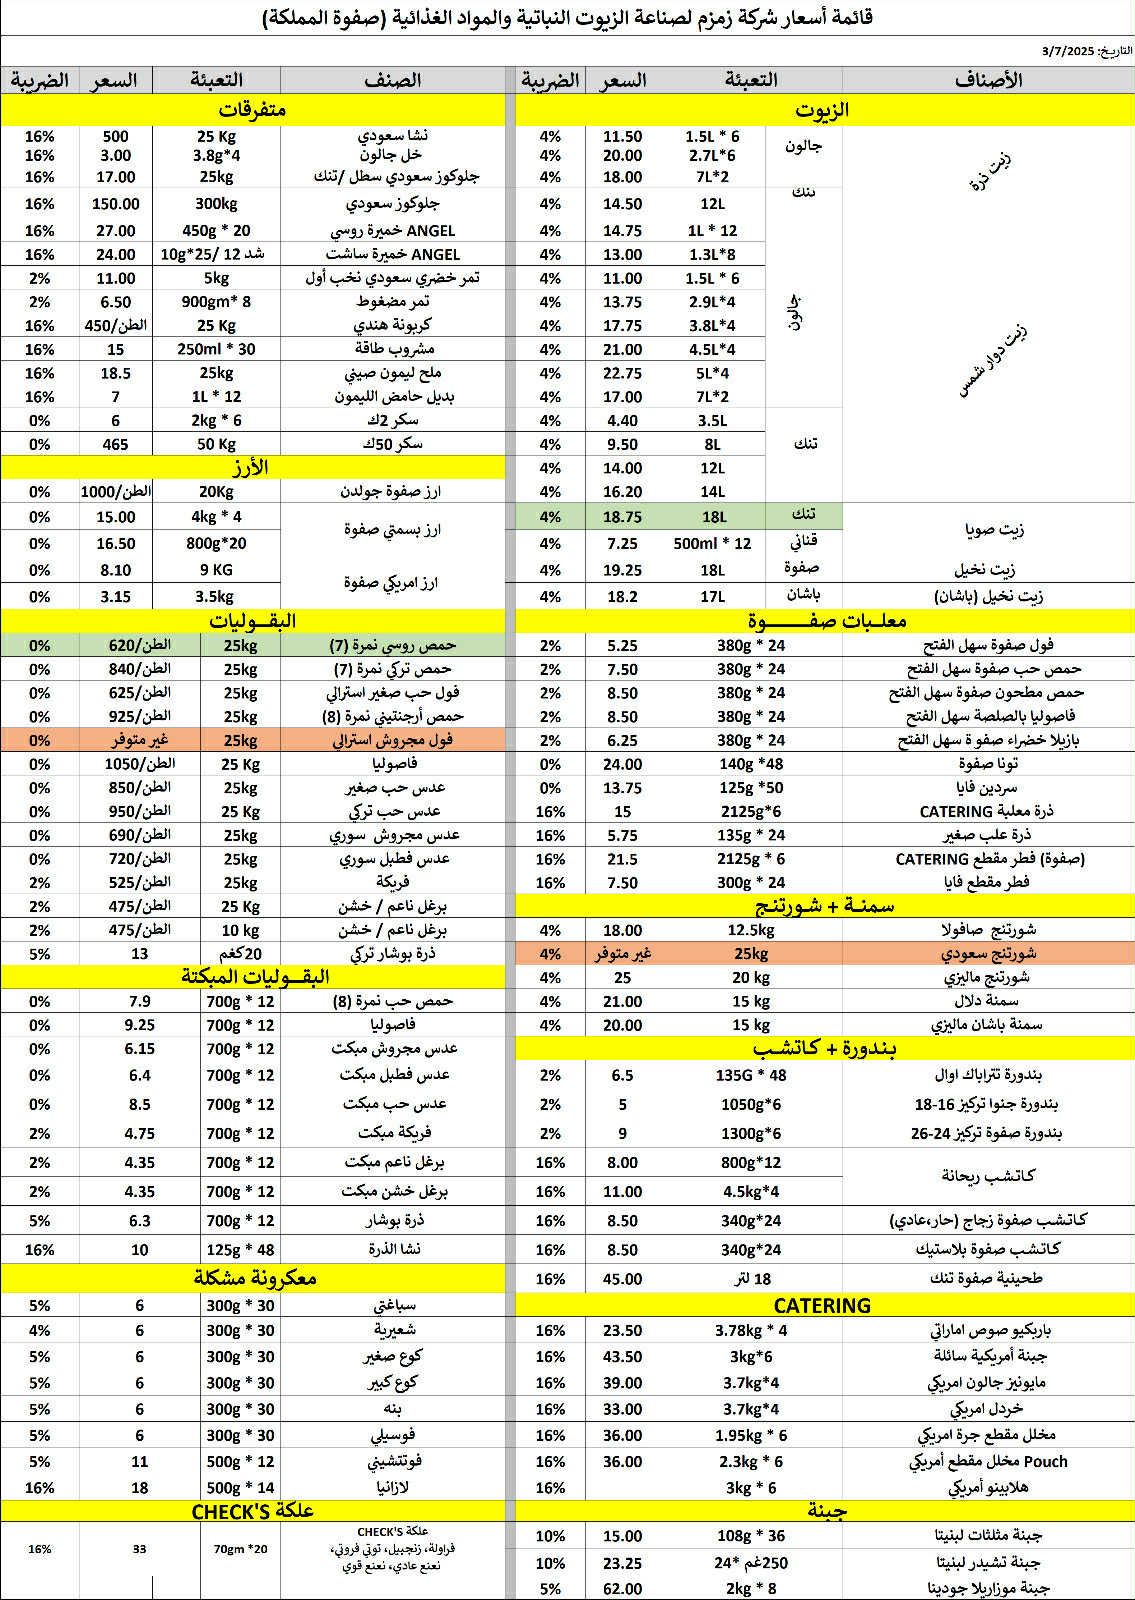 قائمة أسعار شركة زمزم لصناعة الزيوت النباتية والمواد الغذائية (صفوة المملكة)
التاريخ: 3/7/2025
الأصناف التعبئة السعر الضريبة
الزيوت
زيت ذرة جالون 1.5L * 6 11.50 4%
2.7L*6 20.00 4%
7L*2 18.00 4%
تنك 12L 14.50 4%
زيت دوار شمس جالون 1L * 12 14.75 4%
1.3L*8 13.00 4%
1.5L * 6 11.00 4%
2.9L*4 13.75 4%
3.8L*4 17.75 4%
4.5L*4 21.00 4%
5L*4 22.75 4%
7L*2 17.00 4%
تنك 3.5L 4.40 4%
8L 9.50 4%
12L 14.00 4%
14L 16.20 4%
زيت صويا تنك 18L 18.75 4%
قناني 500ml * 12 7.25 4%
زيت نخيل صفوة 18L 19.25 4%
زيت نخيل (باشان) باشان 17L 18.2 4%
معلـبات صفـــــــوة
فول صفوة سهل الفتح 380g * 24 5.25 2%
حمص حب صفوة سهل الفتح 380g * 24 7.50 2%
حمص مطحون صفوة سهل الفتح 380g * 24 8.50 2%
فاصوليا بالصلصة سهل الفتح 380g * 24 8.50 2%
بازيلا خضراء صفو ة سهل الفتح 380g * 24 6.25 2%
تونا صفوة 140g *48 24.00 0%
سردين فايا 125g *50 13.75 0%
ذرة معلبة CATERING 2125g*6 15 16%
ذرة علب صغير 135g * 24 5.75 16%
(صفوة) فطر مقطع CATERING 2125g * 6 21.5 16%
فطر مقطع فايا 300g * 24 7.50 16%
سمنـة + شورتنج
شورتنج صافولا 12.5kg 18.00 4%
شورتنج سعودي 25kg غير متوفر 4%
شورتنج ماليزي 20 kg 25 4%
سمنة دلال 15 kg 21.00 4%
سمنة باشان ماليزي 15 kg 20.00 4%
بندورة + كـاتشـب
بندورة تتراباك اوال 135G * 48 6.5 2%
بندورة جنوا تركيز 16-18 1050g*6 5 2%
بندورة صفوة تركيز 24-26 1300g*6 9 2%
كـاتشـب ريحانة 800g*12 8.00 16%
4.5kg*4 11.00 16%
كـاتشـب صفوة زجاج (حار،عادي) 340g*24 8.50 16%
كـاتشـب صفوة بلاستيك 340g*24 8.50 16%
طحينية صفوة تنك 18 لتر 45.00 16%
CATERING
باربكيو صوص اماراتي 3.78kg * 4 23.50 16%
جبنة أمريكية سائلة 3kg*6 43.50 16%
مايونيز جالون امريكي 3.7kg*4 39.00 16%
خردل امريكي 3.7kg*4 33.00 16%
مخلل مقطع جرة امريكي 1.95kg * 6 36.00 16%
Pouch مخلل مقطع أمريكي 2.3kg * 6 36.00 16%
هلابينو أمريكي 3kg * 6 16%
جبنة
جبنة مثلثات لبنيتا 108g * 36 15.00 10%
جبنة تشيدر لبنيتا 250غم *24 23.25 10%
جبنة موزاريلا جودينا 2kg * 8 62.00 5%
الصنف التعبئة السعر الضريبة
متفرقات
نشا سعودي 25 Kg 500 16%
خل جالون 3.8g*4 3.00 16%
جلوكوز سعودي سطل /تنك 25kg 17.00 16%
جلوكوز سعودي 300kg 150.00 16%
ANGEL خميرة روسي 450g * 20 27.00 16%
ANGEL خميرة ساشت شد 12 /25*10g 24.00 16%
تمر خضري سعودي نخب أول 5kg 11.00 2%
تمر مضغوط 900gm* 8 6.50 2%
كربونة هندي 25 Kg الطن/450 16%
مشروب طاقة 250ml * 30 15 16%
ملح ليمون صيني 25kg 18.5 16%
بديل حامض الليمون 1L * 12 7 16%
سكر 2ك 2kg * 6 6 0%
سكر 50ك 50 Kg 465 0%
الأرز
ارز صفوة جولدن 20Kg الطن/1000 0%
ارز بسمتي صفوة 4kg * 4 15.00 0%
800g*20 16.50 0%
ارز امريكي صفوة 9 KG 8.10 0%
3.5kg 3.15 0%
البقـــوليات
حمص روسي نمرة (7) 25kg الطن/620 0%
حمص تركي نمرة (7) 25kg الطن/840 0%
فول حب صغير استرالي 25kg الطن/625 0%
حمص أرجنتيني نمرة (8) 25kg الطن/925 0%
فول مجروش استرالي 25kg غير متوفر 0%
فاصوليا 25 Kg الطن/1050 0%
عدس حب صغير 25kg الطن/850 0%
عدس حب تركي 25 Kg الطن/950 0%
عدس مجروش سوري 25kg الطن/690 0%
عدس فطبل سوري 25kg الطن/720 0%
فريكة 25kg الطن/525 2%
برغل ناعم / خشن 25 Kg الطن/475 2%
برغل ناعم / خشن 10 kg الطن/475 2%
ذرة بوشار تركي 20كغم 13 5%
البقــوليات المبكتة
حمص حب نمرة (8) 700g * 12 7.9 0%
فاصوليا 700g * 12 9.25 0%
عدس مجروش مبكت 700g * 12 6.15 0%
عدس فطبل مبكت 700g * 12 6.4 0%
عدس حب مبكت 700g * 12 8.5 0%
فريكة مبكت 700g * 12 4.75 2%
برغل ناعم مبكت 700g * 12 4.35 2%
برغل خشن مبكت 700g * 12 4.35 2%
ذرة بوشار 700g * 12 6.3 5%
نشا الذرة 125g * 48 10 16%
معكرونة مشكلة
سباغتي 300g * 30 6 5%
شعيرية 300g * 30 6 4%
كوع صغير 300g * 30 6 5%
كوع كبير 300g * 30 6 5%
بنه 300g * 30 6 5%
فوسيلي 300g * 30 6 5%
فوتتشيني 500g * 12 11 5%
لازانيا 500g * 14 18 16%
علكة CHECK'S
علكة CHECK'S
فراولة، زنجبيل، توتي فروتي،
نعنع عادي، نعنع قوي 70gm *20 33 16%